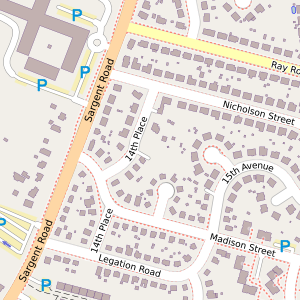 P
P
Ray Ro
P
Sargent Road
Nicholson Street
14th Place
15th Avenue
14th Place
P
Madison Street
P
Sargent Road
Legation Road
P
P